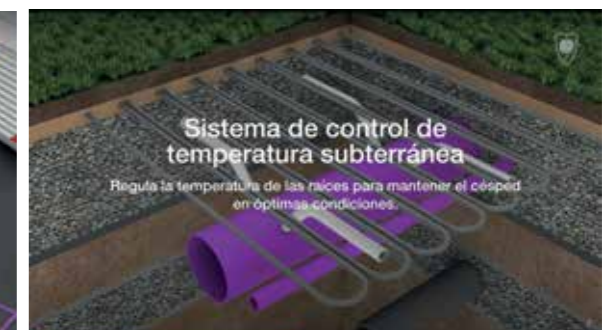 Sistema de control de
temperatura subterránea
Regula la temperatura de las raíces para mantener el césped
en óptimas condiciones.